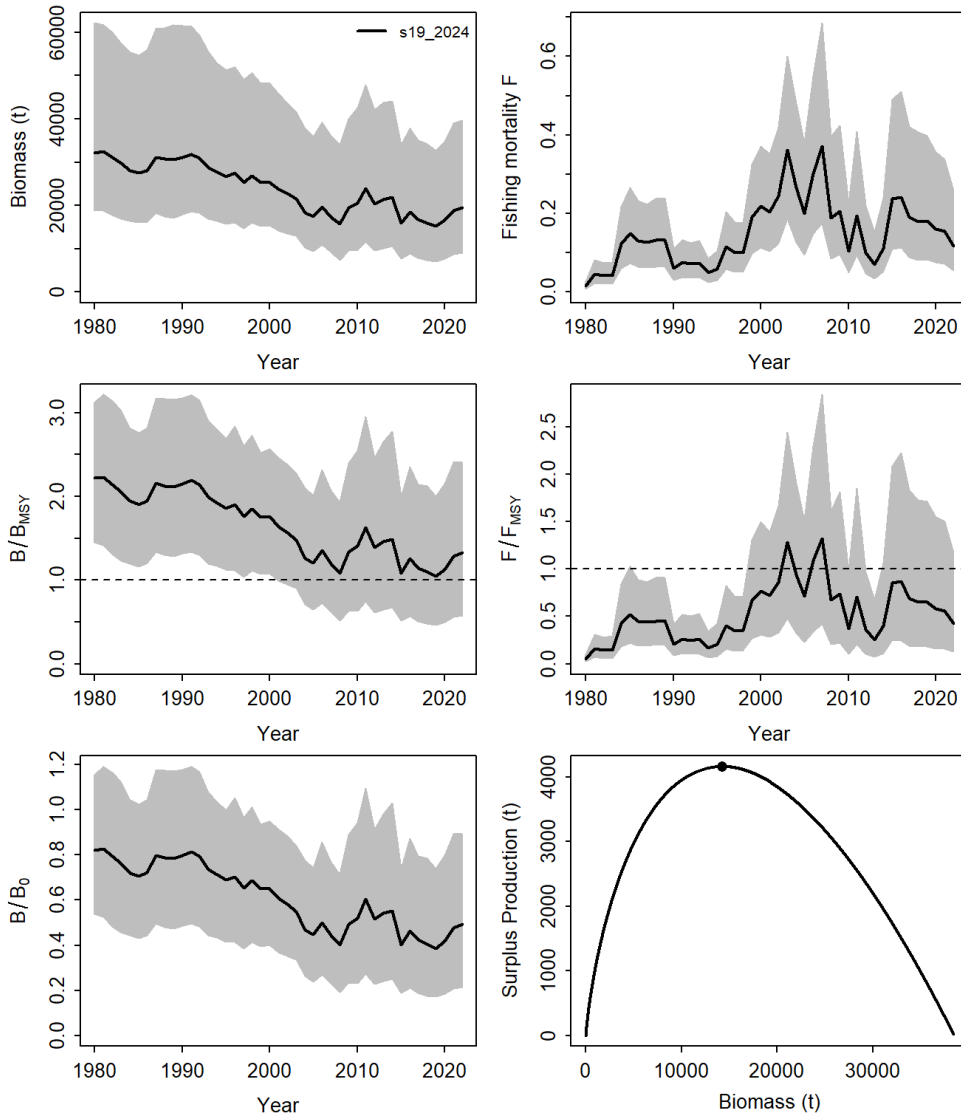 s19_2024
Biomass (t)
0 20000 40000 60000
1980 1990 2000 2010 2020
Year
Fishing mortality F
0.0 0.2 0.4 0.6
1980 1990 2000 2010 2020
Year
B/B_MSY
0.0 1.0 2.0 3.0
1980 1990 2000 2010 2020
Year
F/F_MSY
0.0 0.5 1.0 1.5 2.0 2.5
1980 1990 2000 2010 2020
Year
B/B₀
0.0 0.2 0.4 0.6 0.8 1.0 1.2
1980 1990 2000 2010 2020
Year
Surplus Production (t)
0 1000 2000 3000 4000
0 10000 20000 30000
Biomass (t)